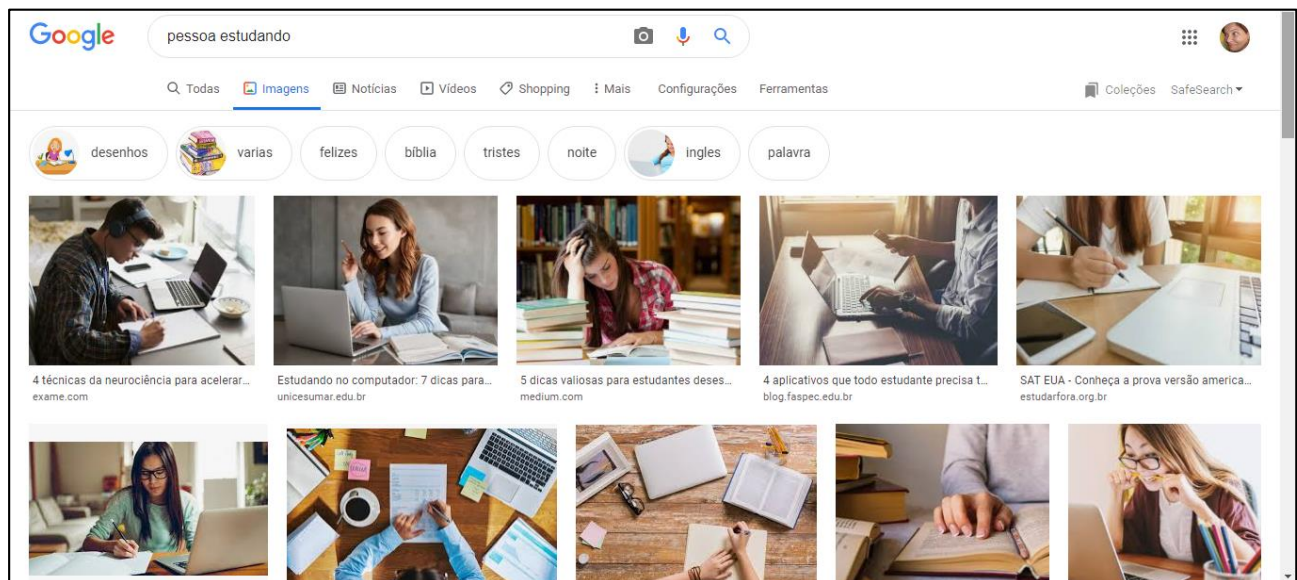 Google
pessoa estudando
Todas Imagens Notícias Vídeos Shopping Mais Configurações Ferramentas Coleções SafeSearch
desenhos varias felizes bíblia tristes noite ingles palavra
4 técnicas da neurociência para acelerar... Estudando no computador: 7 dicas para... 5 dicas valiosas para estudantes deses... 4 aplicativos que todo estudante precisa t... SAT EUA - Conheça a prova versão america...
exame.com unicesumar.edu.br medium.com blog.faspec.edu.br estudarfora.org.br